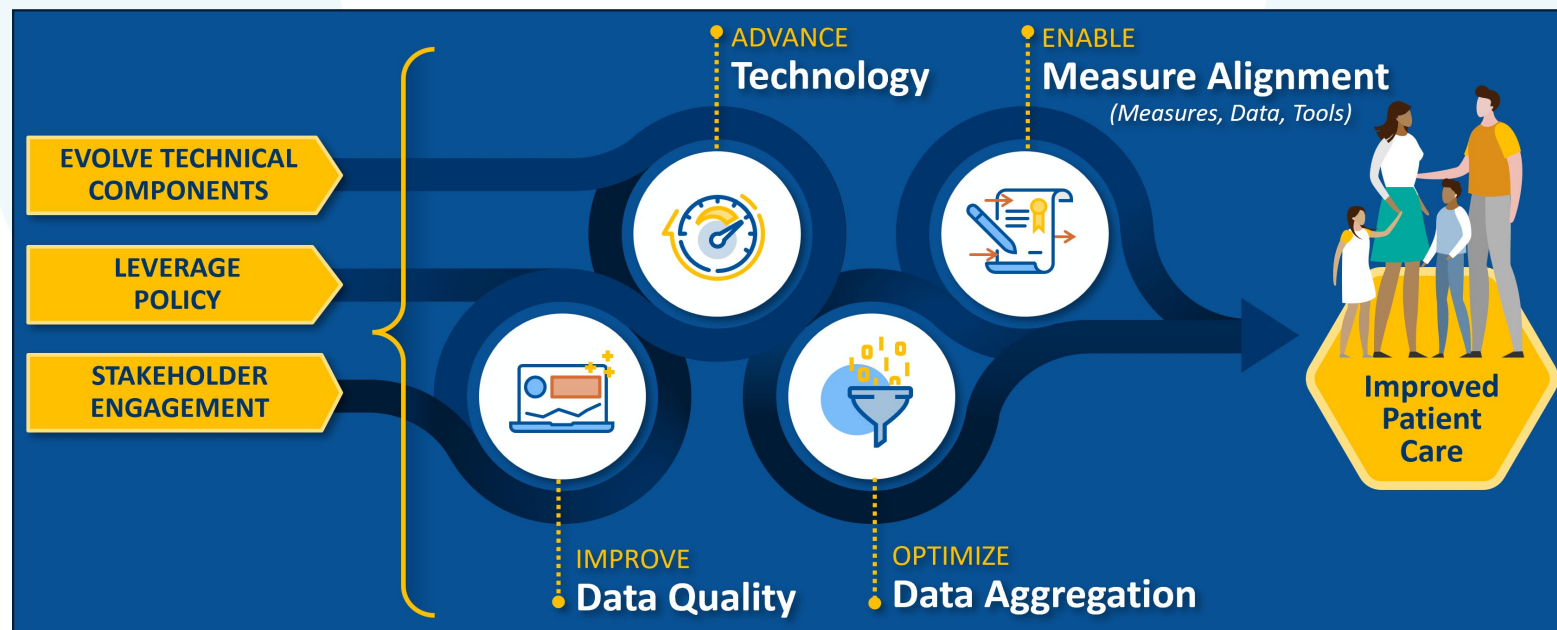 EVOLVE TECHNICAL
COMPONENTS
LEVERAGE
POLICY
STAKEHOLDER
ENGAGEMENT
IMPROVE
Data Quality
ADVANCE
Technology
OPTIMIZE
Data Aggregation
ENABLE
Measure Alignment
(Measures, Data, Tools)
Improved
Patient
Care